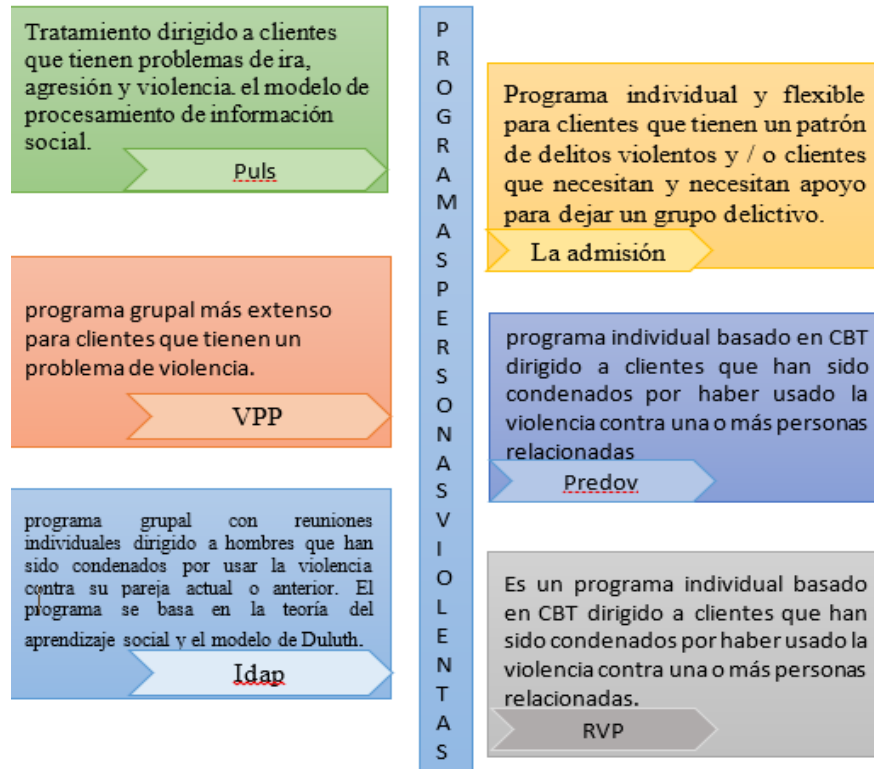 Tratamiento dirigido a clientes
que tienen problemas de ira,
agresión y violencia. el modelo de
procesamiento de información
social.
Puls
programa grupal más extenso
para clientes que tienen un
problema de violencia.
VPP
programa grupal con reuniones
individuales dirigido a hombres que han
sido condenados por usar la violencia
contra su pareja actual o anterior. El
programa se basa en la teoría del
aprendizaje social y el modelo de Duluth.
Idap
P
R
O
G
R
A
M
A
S
P
E
R
S
O
N
A
S
V
I
O
L
E
N
T
A
S
Programa individual y flexible
para clientes que tienen un patrón
de delitos violentos y / o clientes
que necesitan y necesitan apoyo
para dejar un grupo delictivo.
La admisión
programa individual basado en CBT
dirigido a clientes que han sido
condenados por haber usado la
violencia contra una o más personas
relacionadas
Predov
Es un programa individual basado
en CBT dirigido a clientes que han
sido condenados por haber usado la
violencia contra una o más personas
relacionadas.
RVP